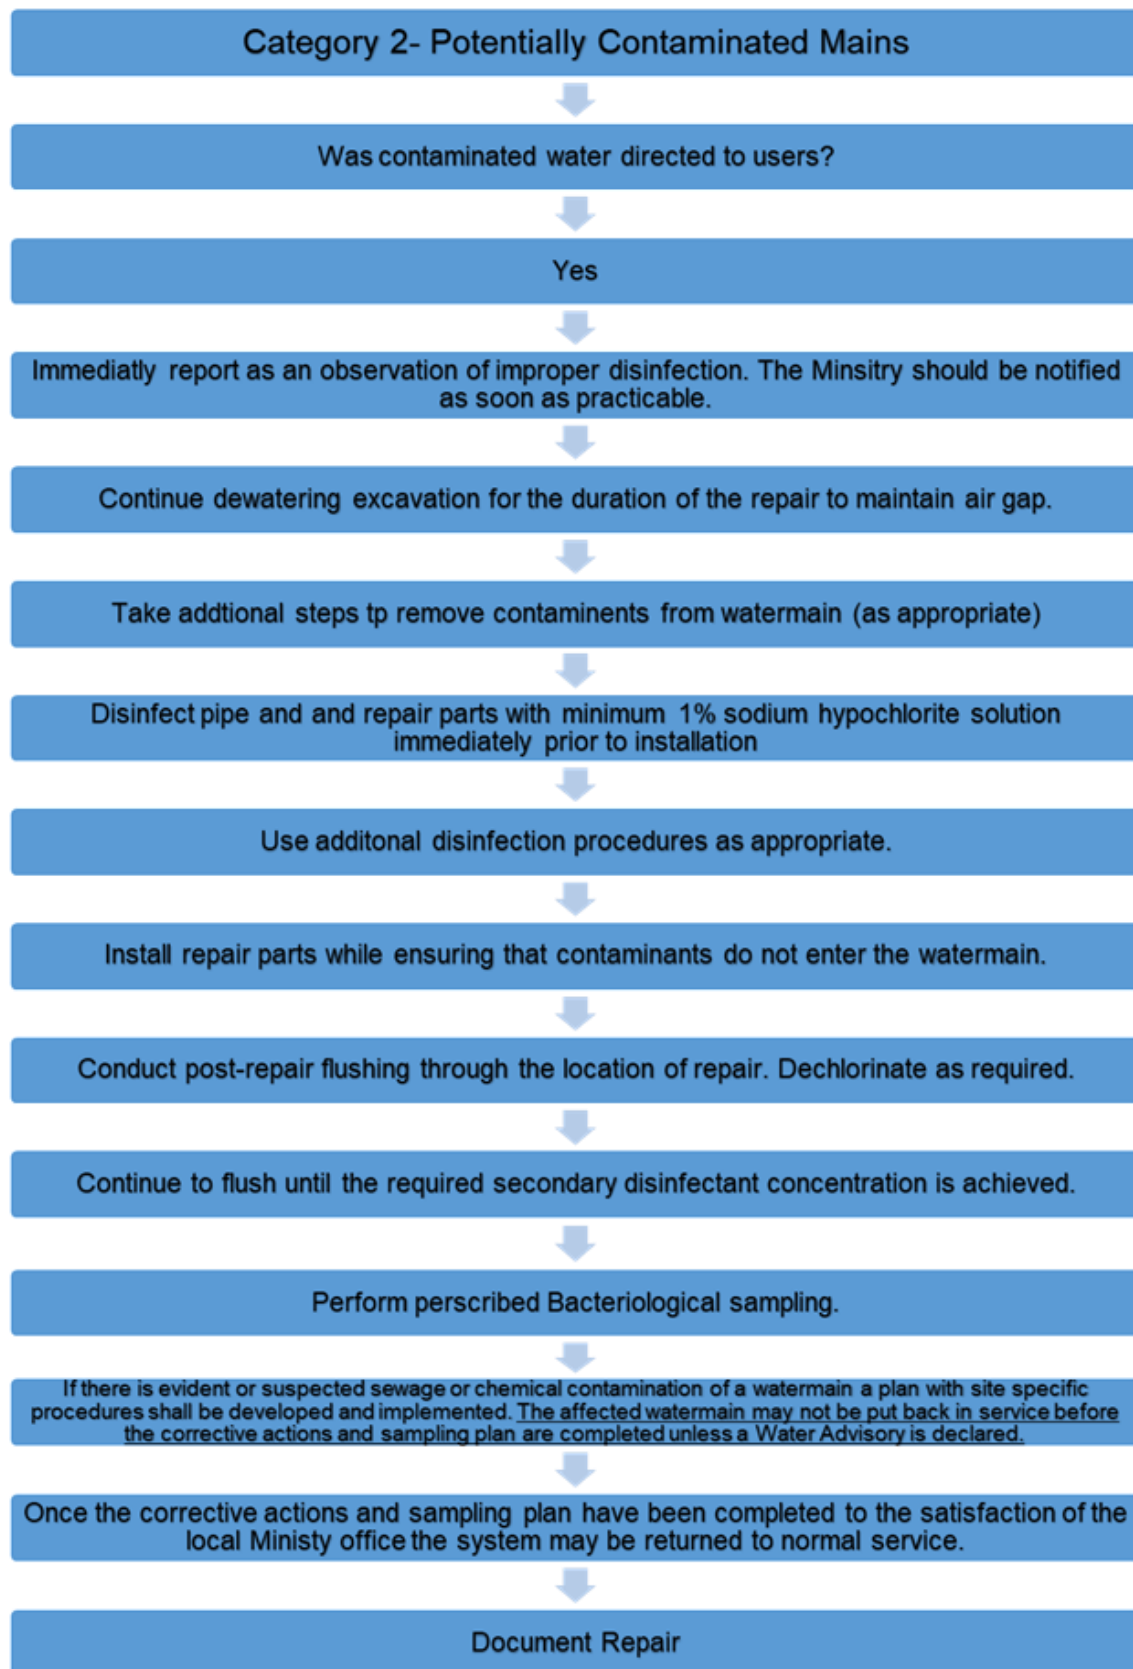 Category 2- Potentially Contaminated Mains
Was contaminated water directed to users?
Yes
Immediatly report as an observation of improper disinfection. The Minsitry should be notified
as soon as practicable.
Continue dewatering excavation for the duration of the repair to maintain air gap.
Take addtional steps tp remove contaminents from watermain (as appropriate)
Disinfect pipe and and repair parts with minimum 1% sodium hypochlorite solution
immediately prior to installation
Use additonal disinfection procedures as appropriate.
Install repair parts while ensuring that contaminants do not enter the watermain.
Conduct post-repair flushing through the location of repair. Dechlorinate as required.
Continue to flush until the required secondary disinfectant concentration is achieved.
Perform perscribed Bacteriological sampling.
If there is evident or suspected sewage or chemical contamination of a watermain a plan with site specific
procedures shall be developed and implemented. The affected watermain may not be put back in service before
the corrective actions and sampling plan are completed unless a Water Advisory is declared.
Once the corrective actions and sampling plan have been completed to the satisfaction of the
local Ministy office the system may be returned to normal service.
Document Repair